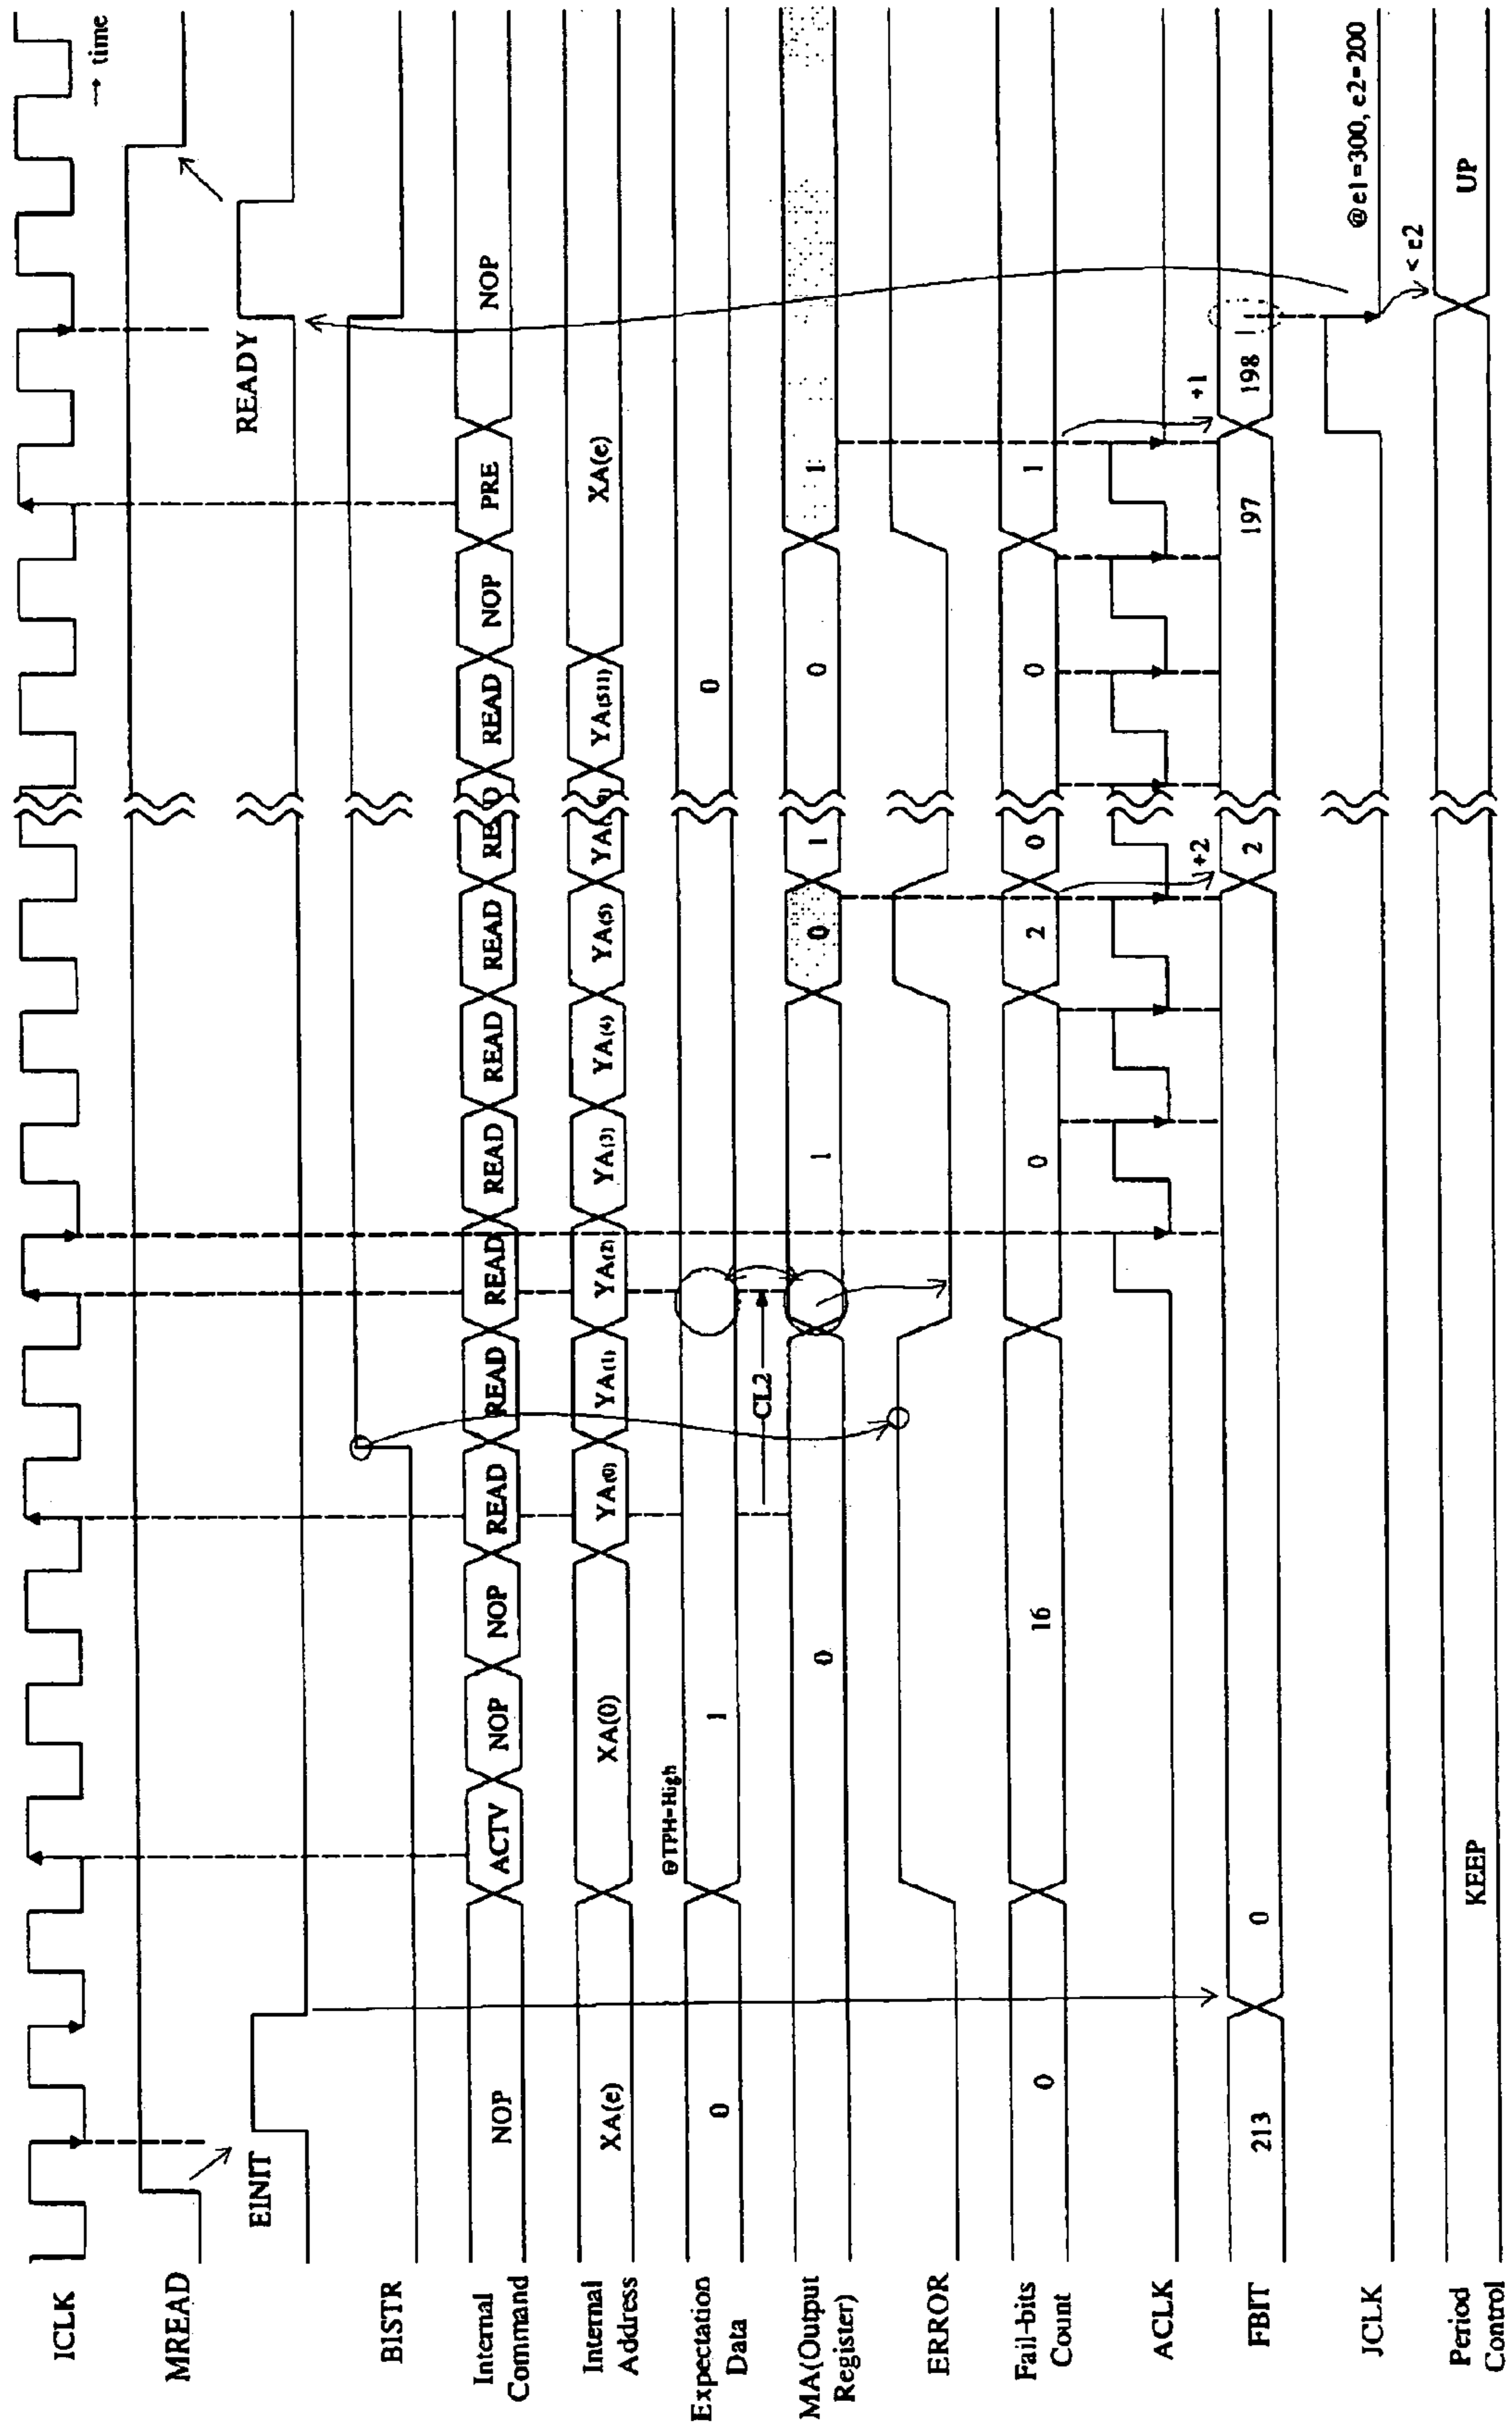 ICLK
→ time
MREAD
EINIT
READY
BISTR
Internal
Command
NOP
ACTV
NOP
NOP
READ
READ
READ
READ
READ
READ
READ
NOP
PRE
NOP
Internal
Address
XA(e)
XA(0)
YA(0)
YA(1)
YA(2)
YA(3)
YA(4)
YA(5)
YA(511)
XA(e)
Expectation
Data
0
@TPH=High
1
0
CL2
MA(Output
Register)
0
1
0
1
0
1
ERROR
Fail-bits
Count
0
16
0
2
0
0
1
ACLK
+2
+1
FBIT
213
0
2
197
198
JCLK
@e1=300, e2=200
< e2
Period
Control
KEEP
UP